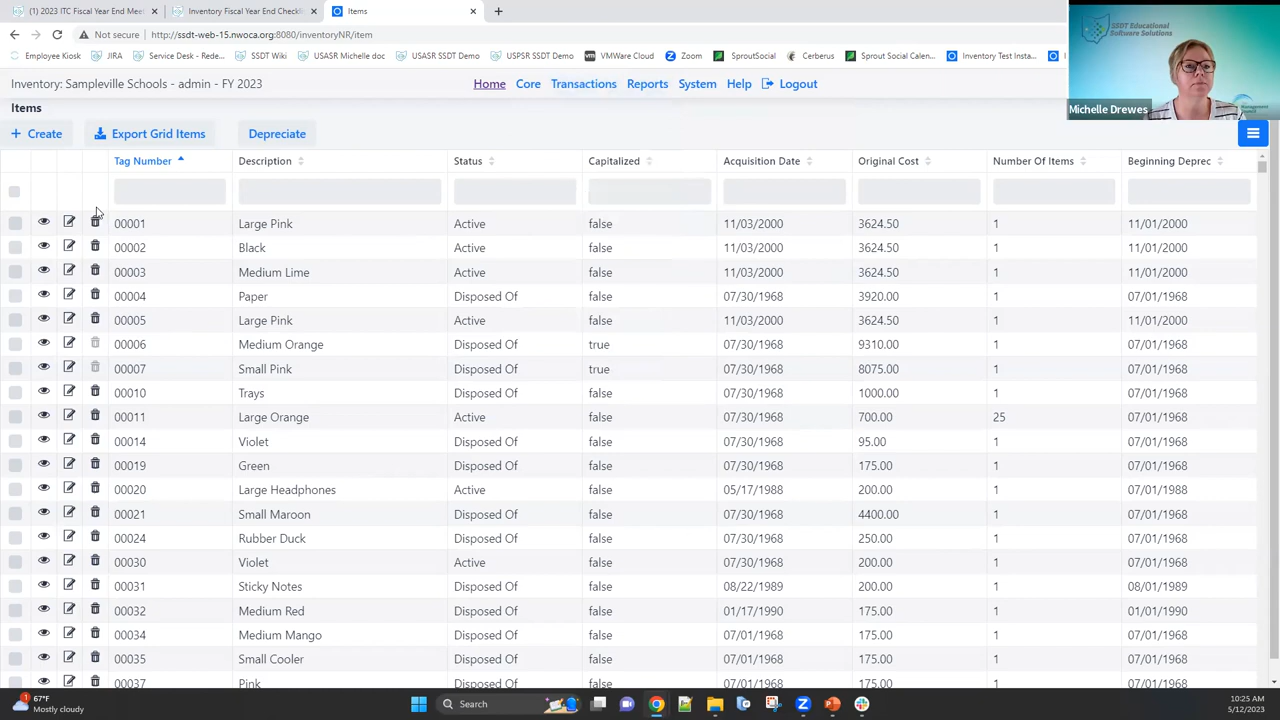 (1) 2023 ITC Fiscal Year End Meet
Inventory Fiscal Year End Checkli
Items
Not secure
http://ssdt-web-15.nwoca.org:8080/inventoryNR/item
Employee Kiosk
JIRA
Service Desk - Rede...
SSDT Wiki
USASR Michelle doc...
USASR SSDT Demo
USPSR SSDT Demo
VMWare Cloud
Zoom
SproutSocial
Cerberus
Sprout Social Calen...
Inventory Test Insta...
SSDT Educational
Software Solutions
Michelle Drewes
Inventory: Sampleville Schools - admin - FY 2023
Home Core Transactions Reports System Help Logout
Items
+ Create Export Grid Items Depreciate
Tag Number Description Status Capitalized Acquisition Date Original Cost Number Of Items Beginning Deprec
00001 Large Pink Active false 11/03/2000 3624.50 1 11/01/2000
00002 Black Active false 11/03/2000 3624.50 1 11/01/2000
00003 Medium Lime Active false 11/03/2000 3624.50 1 11/01/2000
00004 Paper Disposed Of false 07/30/1968 3920.00 1 07/01/1968
00005 Large Pink Active false 11/03/2000 3624.50 1 11/01/2000
00006 Medium Orange Disposed Of true 07/30/1968 9310.00 1 07/01/1968
00007 Small Pink Disposed Of true 07/30/1968 8075.00 1 07/01/1968
00010 Trays Disposed Of false 07/30/1968 1000.00 1 07/01/1968
00011 Large Orange Active false 07/30/1968 700.00 25 07/01/1968
00014 Violet Disposed Of false 07/30/1968 95.00 1 07/01/1968
00019 Green Disposed Of false 07/30/1968 175.00 1 07/01/1968
00020 Large Headphones Active false 05/17/1988 200.00 1 07/01/1988
00021 Small Maroon Disposed Of false 07/30/1968 4400.00 1 07/01/1968
00024 Rubber Duck Disposed Of false 07/30/1968 250.00 1 07/01/1968
00030 Violet Active false 07/30/1968 200.00 1 07/01/1968
00031 Sticky Notes Disposed Of false 08/22/1989 200.00 1 08/01/1989
00032 Medium Red Disposed Of false 01/17/1990 175.00 1 01/01/1990
00034 Medium Mango Disposed Of false 07/01/1968 175.00 1 07/01/1968
00035 Small Cooler Disposed Of false 07/01/1968 175.00 1 07/01/1968
00037 Pink Disposed Of false 07/01/1968 175.00 1 07/01/1968
1
67°F
Mostly cloudy
Search
10:25 AM
5/12/2023